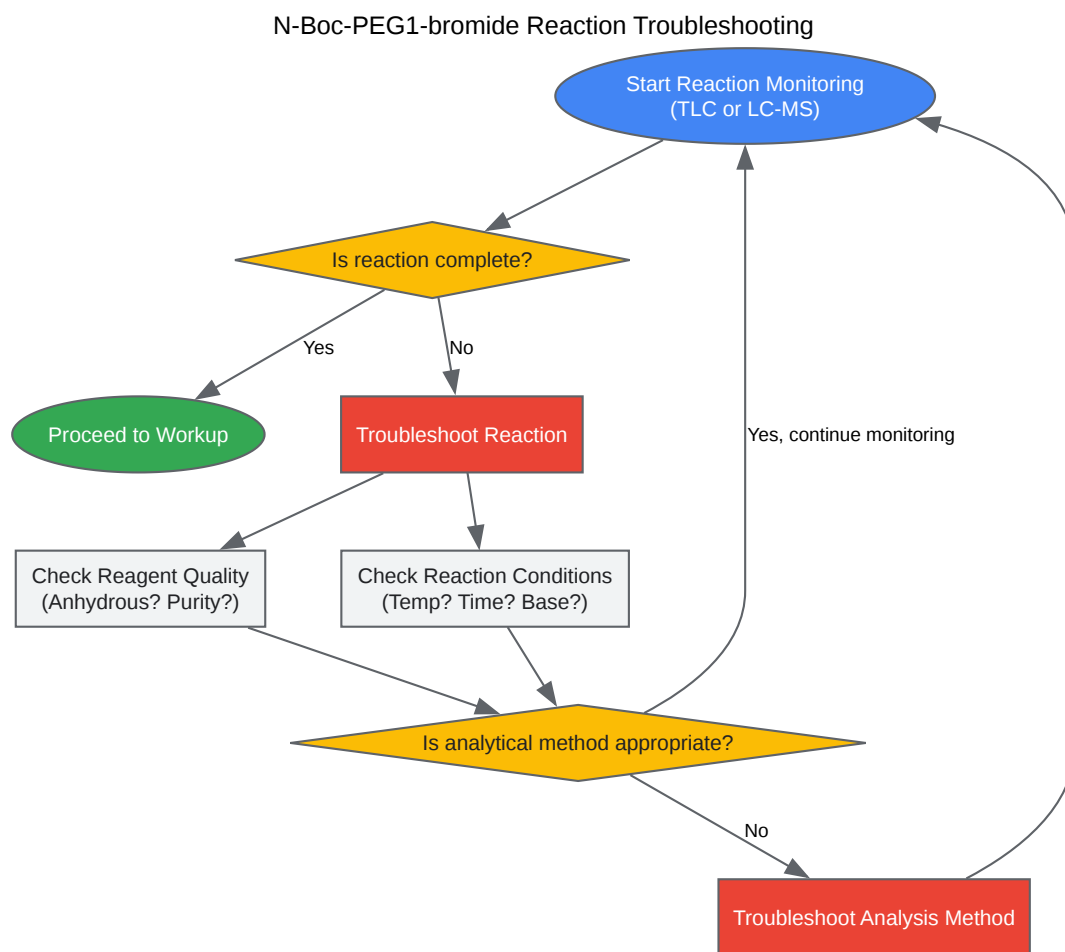 N-Boc-PEG1-bromide Reaction Troubleshooting
Start Reaction Monitoring
(TLC or LC-MS)
Is reaction complete?
Yes
No
Proceed to Workup
Troubleshoot Reaction
Yes, continue monitoring
Check Reagent Quality
(Anhydrous? Purity?)
Check Reaction Conditions
(Temp? Time? Base?)
Is analytical method appropriate?
No
Troubleshoot Analysis Method